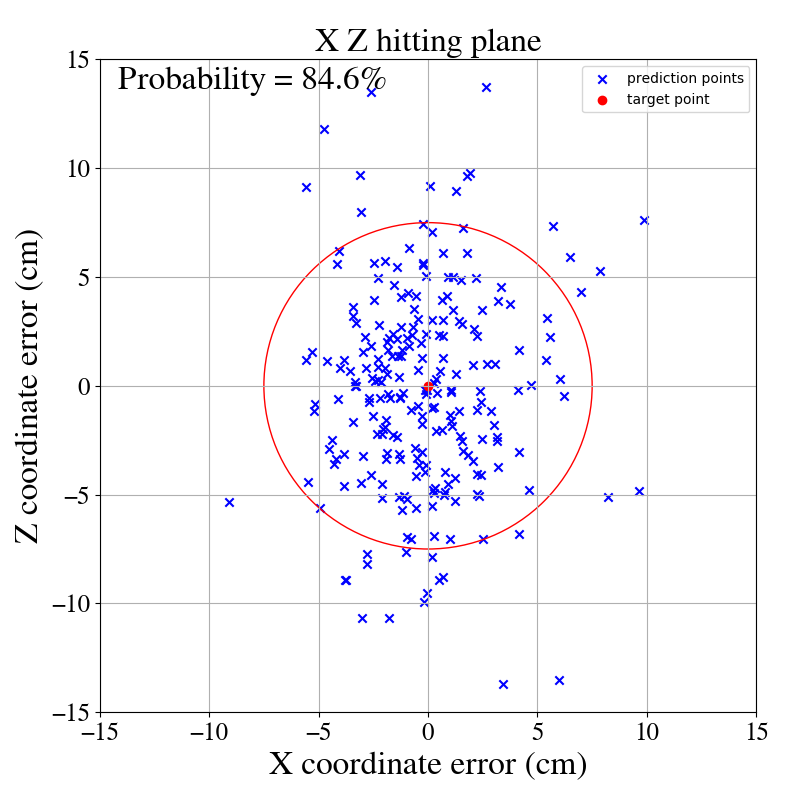 X Z hitting plane
Probability = 84.6%
prediction points
target point
Z coordinate error (cm)
15
10
5
0
−5
−10
−15
−15
−10
−5
0
5
10
15
X coordinate error (cm)